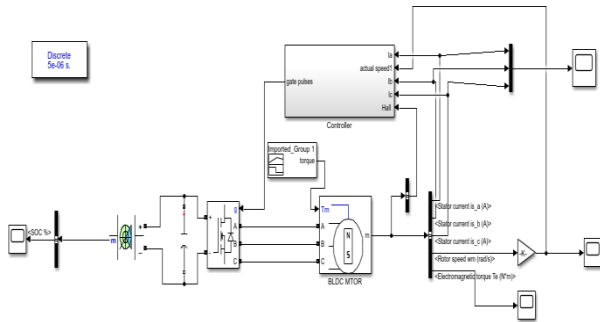 Discrete
5e-06 s.
Ia
actual speed1
Ib
Ic
Hall
gate pulses
Controller
Imported_Group 1
torque
<SOC %>
m
+
−
+
-
g
A
B
C
Tm
A
B
C
N
S
m
BLDC MTOR
<Stator current is_a (A)>
<Stator current is_b (A)>
<Stator current is_c (A)>
<Rotor speed wm (rad/s)>
<Electromagnetic torque Te (N*m)>
-K-